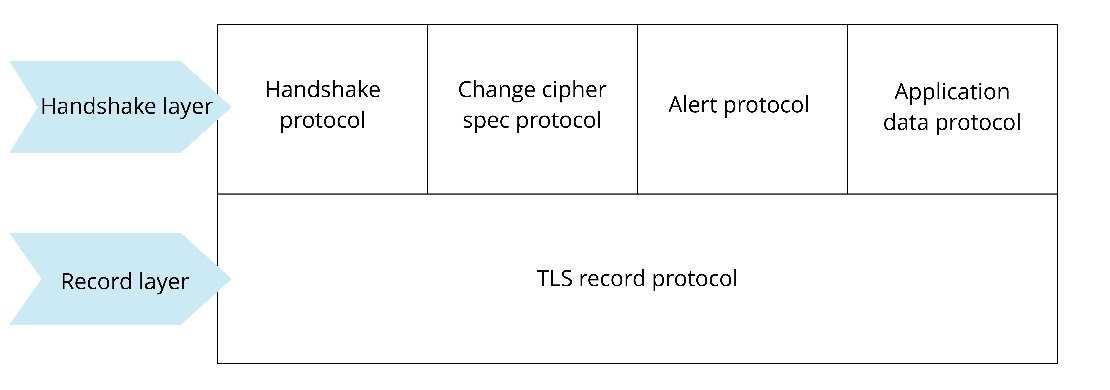 Handshake layer
Handshake
protocol
Change cipher
spec protocol
Alert protocol
Application
data protocol
Record layer
TLS record protocol